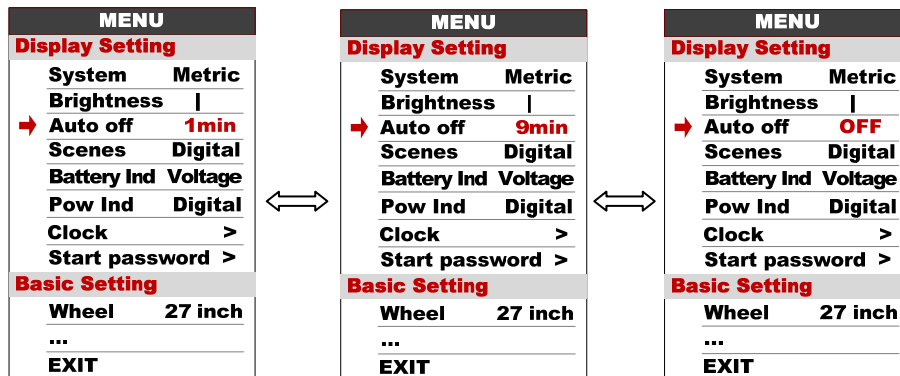 MENU
Display Setting
System Metric
Brightness |
Auto off 1min
Scenes Digital
Battery Ind Voltage
Pow Ind Digital
Clock >
Start password >
Basic Setting
Wheel 27 inch
...
EXIT
MENU
Display Setting
System Metric
Brightness |
Auto off 9min
Scenes Digital
Battery Ind Voltage
Pow Ind Digital
Clock >
Start password >
Basic Setting
Wheel 27 inch
...
EXIT
MENU
Display Setting
System Metric
Brightness |
Auto off OFF
Scenes Digital
Battery Ind Voltage
Pow Ind Digital
Clock >
Start password >
Basic Setting
Wheel 27 inch
...
EXIT